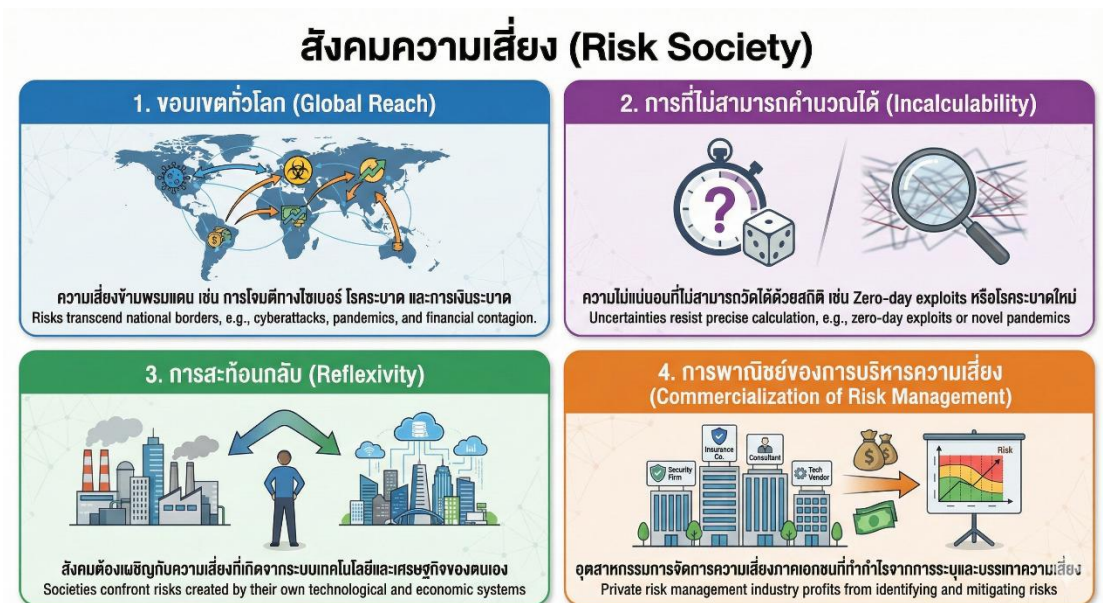 สังคมความเสี่ยง (Risk Society)
1. ขอบเขตทั่วโลก (Global Reach)
ความเสี่ยงข้ามพรมแดน เช่น การโจมตีทางไซเบอร์ โรคระบาด และการเงินระบาด
Risks transcend national borders, e.g., cyberattacks, pandemics, and financial contagion.
2. การที่ไม่สามารถคำนวณได้ (Incalculability)
?
ความไม่แน่นอนที่ไม่สามารถวัดได้ด้วยสถิติ เช่น Zero-day exploits หรือโรคระบาดใหม่
Uncertainties resist precise calculation, e.g., zero-day exploits or novel pandemics
3. การสะท้อนกลับ (Reflexivity)
สังคมต้องเผชิญกับความเสี่ยงที่เกิดจากระบบเทคโนโลยีและเศรษฐกิจของตนเอง
Societies confront risks created by their own technological and economic systems
4. การพาณิชย์ของการบริหารความเสี่ยง
(Commercialization of Risk Management)
Security
Firm
Insurance
Co.
Consultant
Tech
Vendor
$ $
Risk
อุตสาหกรรมการจัดการความเสี่ยงภาคเอกชนที่ทำกำไรจากการระบุและบรรเทาความเสี่ยง
Private risk management industry profits from identifying and mitigating risks